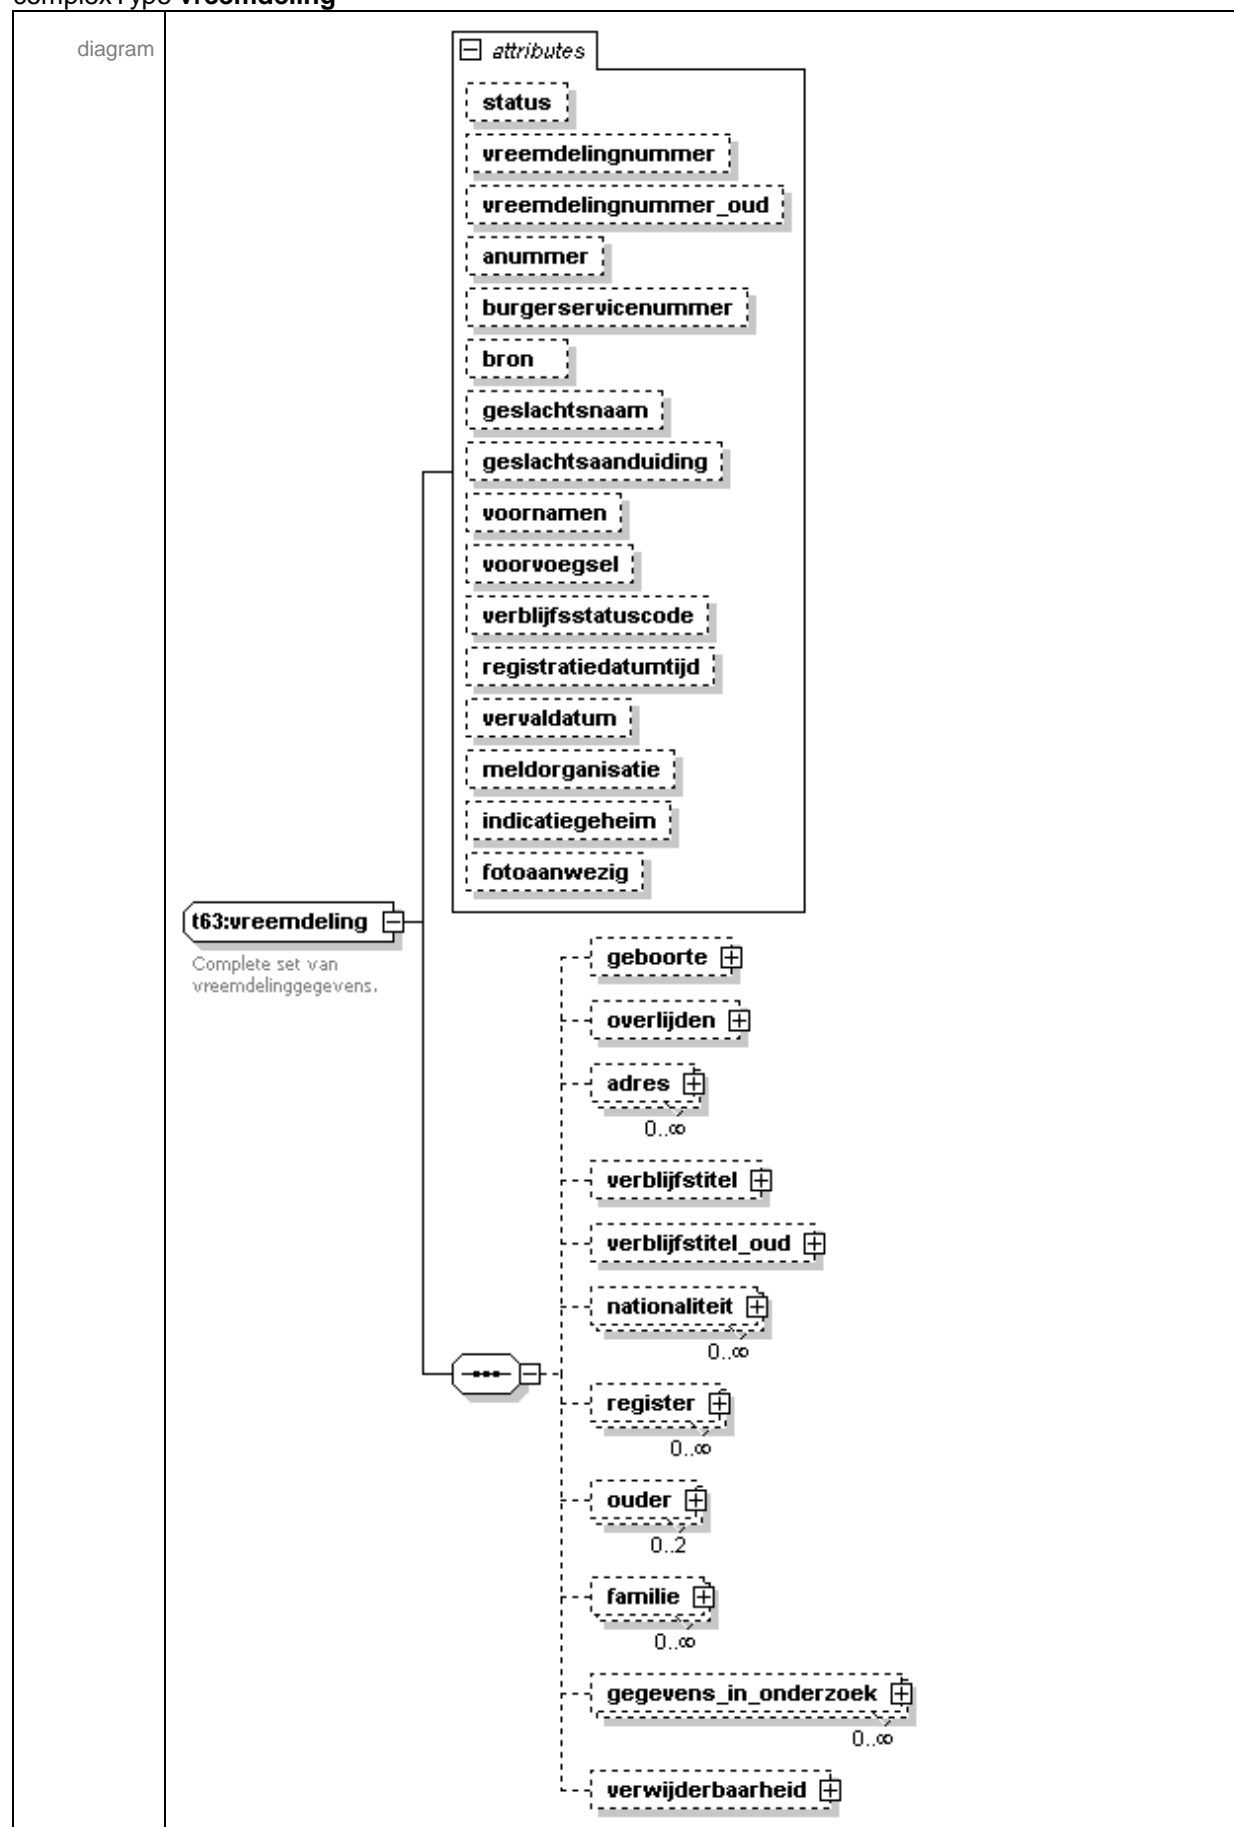 complexType vreemdeling
diagram
attributes
status
vreemdelingnummer
vreemdelingnummer_oud
anummer
burgerservicenummer
bron
geslachtsnaam
geslachtsaanduiding
voornamen
voorvoegsel
verblijfsstatuscode
registratiedatumtijd
vervaldatum
meldorganisatie
indicatiegeheim
fotoaanwezig
t63:vreemdeling
Complete set van
vreemdelinggegevens.
geboorte
overlijden
adres
0..∞
verblijfstitel
verblijfstitel_oud
nationaliteit
0..∞
register
0..∞
ouder
0..2
familie
0..∞
gegevens_in_onderzoek
0..∞
verwijderbaarheid